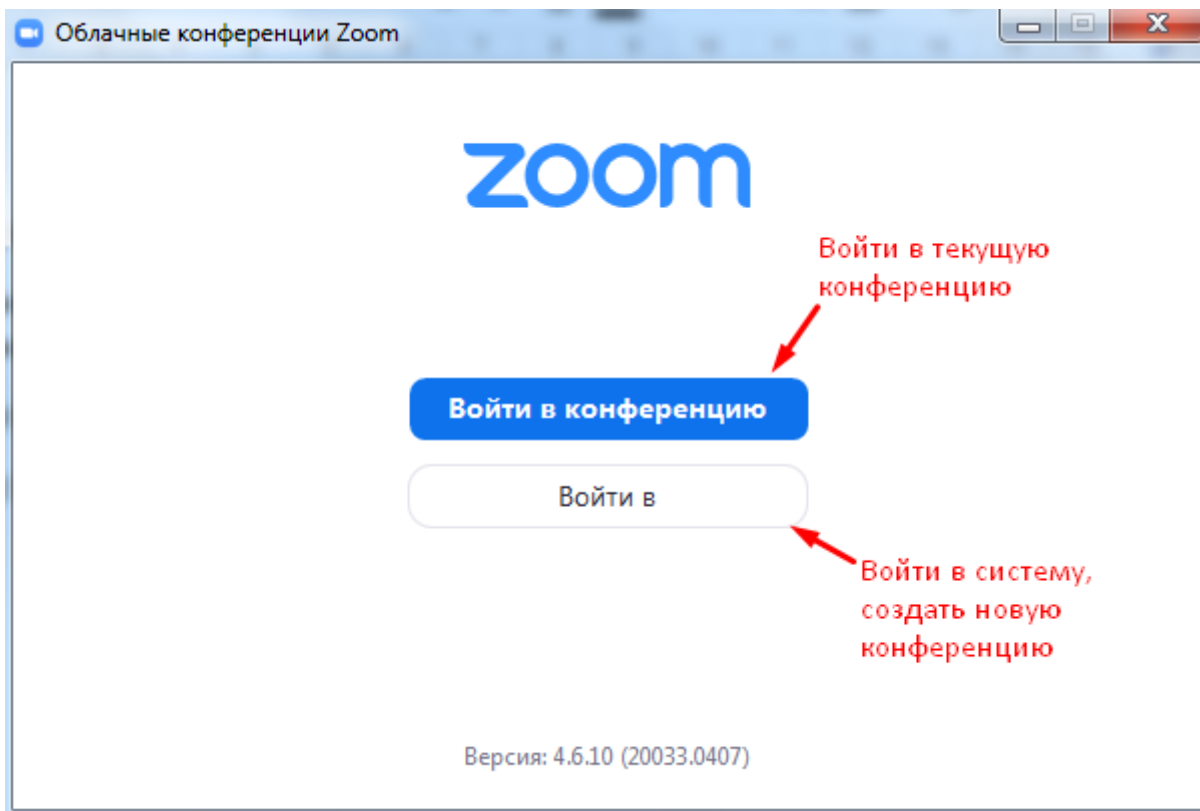 Облачные конференции Zoom
zoom
Войти в текущую
конференцию
Войти в конференцию
Войти в
Войти в систему,
создать новую
конференцию
Версия: 4.6.10 (20033.0407)